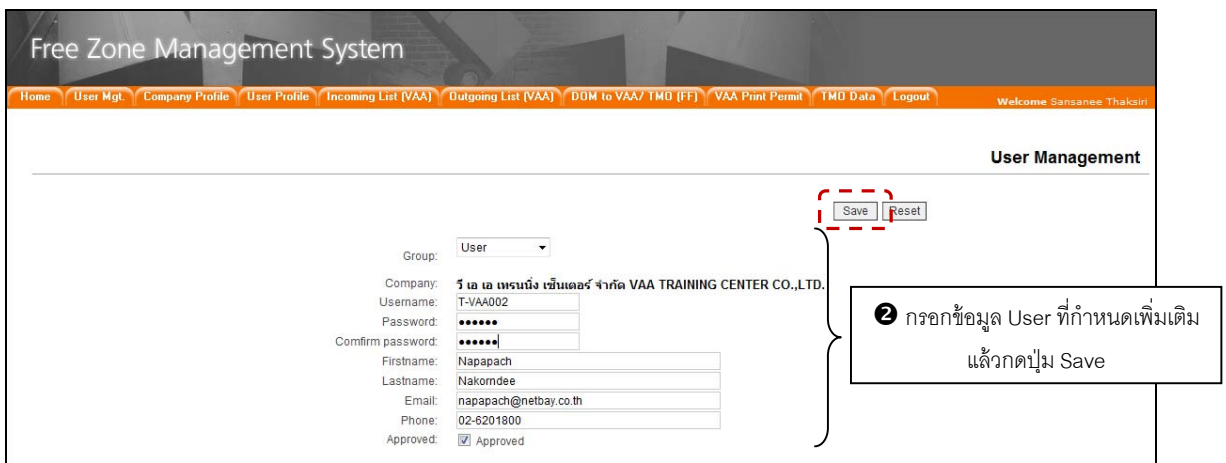 Free Zone Management System
Home User Mgt. Company Profile User Profile Incoming List (VAA) Outgoing List (VAA) DOM to VAA/ TMO (FF) VAA Print Permit TMO Data Logout Welcome Sansanee Thaksiri
User Management
Save Reset
Group: User
Company: วี เอ เอ เทรนนิ่ง เซ็นเตอร์ จำกัด VAA TRAINING CENTER CO.,LTD.
Username: T-VAA002
Password: ••••••
Comfirm password: ••••••
Firstname: Napapach
Lastname: Nakorndee
Email: napapach@netbay.co.th
Phone: 02-6201800
Approved: Approved
❷ กรอกข้อมูล User ที่กำหนดเพิ่มเติม
แล้วกดปุ่ม Save